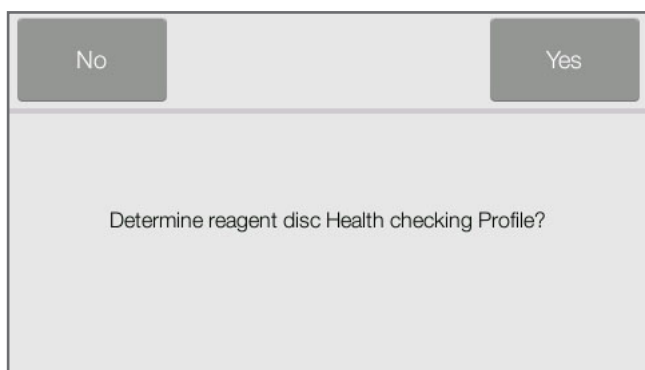 No
Yes
Determine reagent disc Health checking Profile?